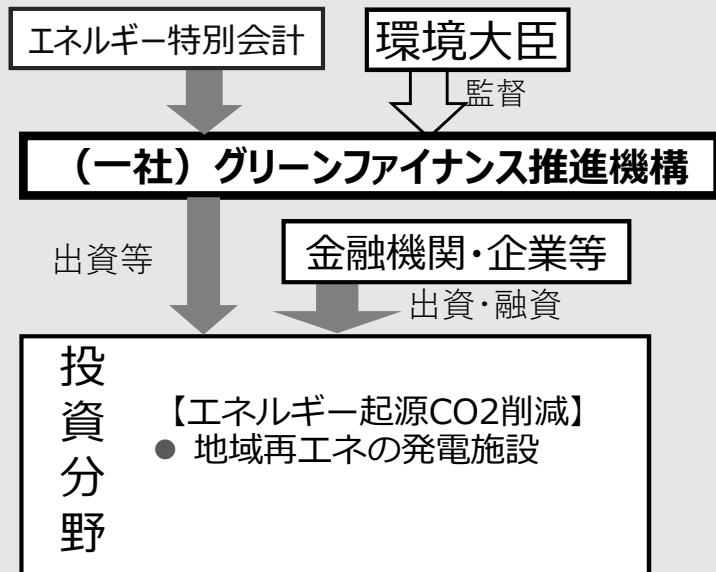 エネルギー特別会計
環境大臣
監督
（一社）グリーンファイナンス推進機構
出資等
金融機関・企業等
出資・融資
投資分野
【エネルギー起源CO2削減】
● 地域再エネの発電施設